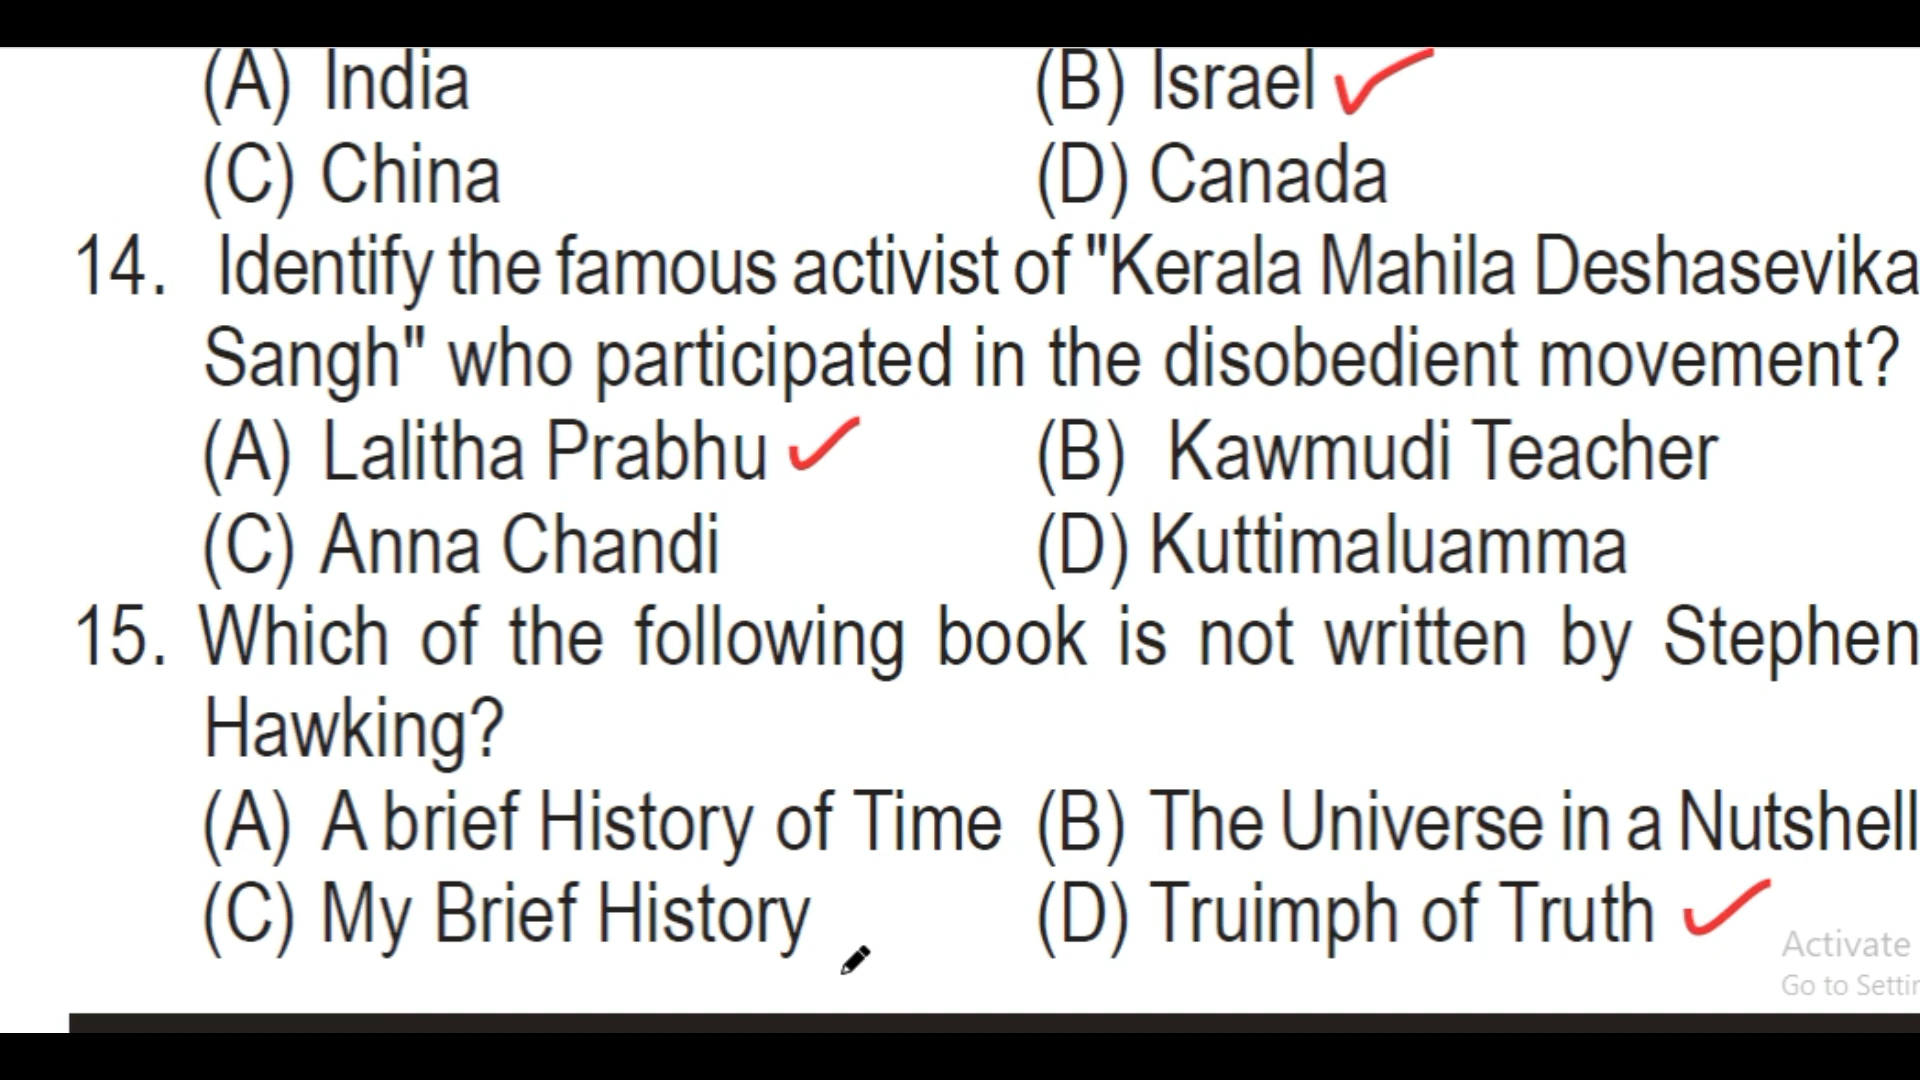 (A) India (B) Israel
(C) China (D) Canada
14. Identify the famous activist of "Kerala Mahila Deshasevika
Sangh" who participated in the disobedient movement?
(A) Lalitha Prabhu (B) Kawmudi Teacher
(C) Anna Chandi (D) Kuttimaluamma
15. Which of the following book is not written by Stephen
Hawking?
(A) A brief History of Time (B) The Universe in a Nutshell
(C) My Brief History (D) Truimph of Truth
Activate
Go to Settin